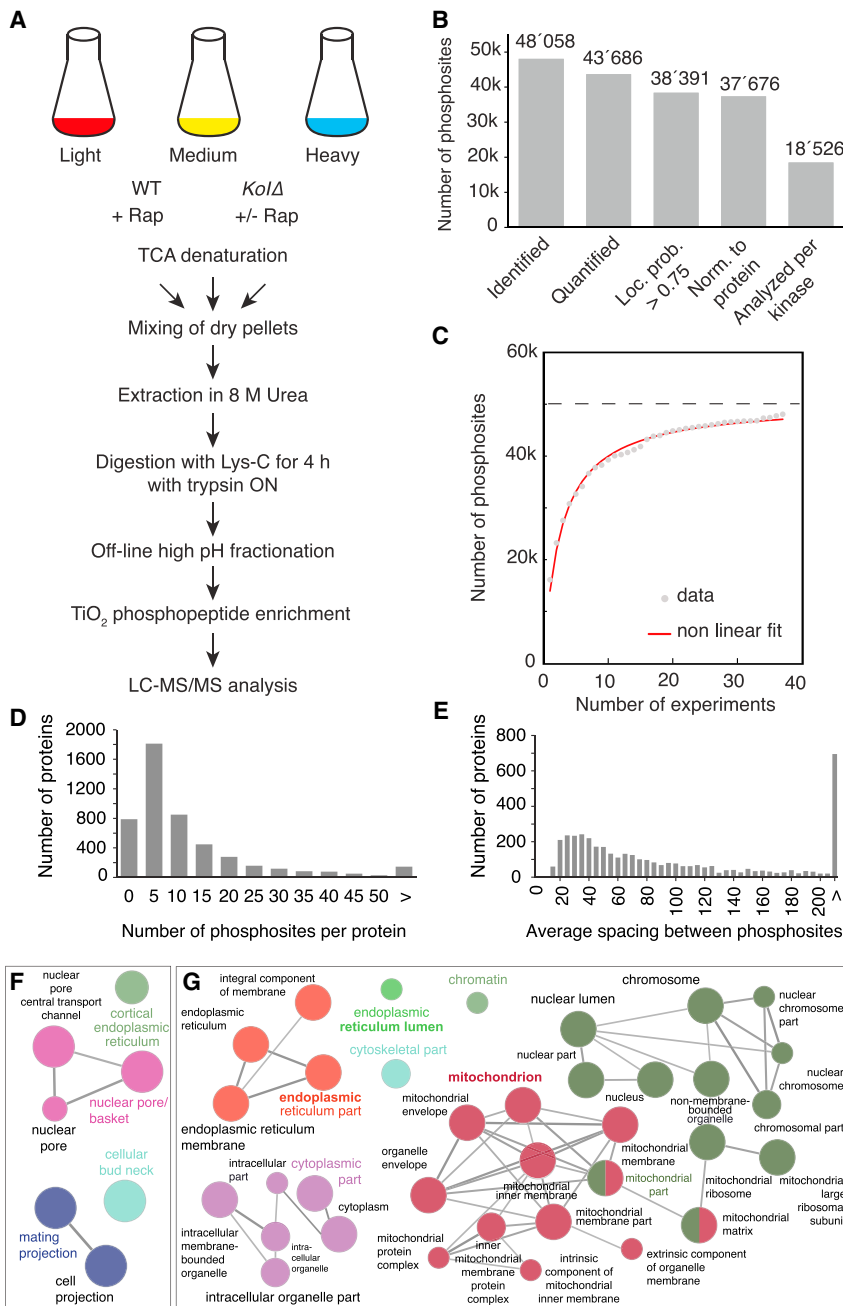 A
Light
Medium
Heavy
WT
KolΔ
+ Rap
+/- Rap
TCA denaturation
Mixing of dry pellets
Extraction in 8 M Urea
Digestion with Lys-C for 4 h
with trypsin ON
Off-line high pH fractionation
TiO2 phosphopeptide enrichment
LC-MS/MS analysis
B
Number of phosphosites
50k
40k
30k
20k
10k
0
48´058
43´686
38´391
37´676
18´526
Identified
Quantified
Loc. prob.
> 0.75
Norm. to
protein
Analyzed per
kinase
C
Number of phosphosites
60k
40k
20k
0
data
non linear fit
0
10
20
30
40
Number of experiments
D
Number of proteins
2000
1600
1200
800
400
0
0 5 10 15 20 25 30 35 40 45 50 >
Number of phosphosites per protein
E
Number of proteins
800
600
400
200
0
0 20 40 60 80 100 120 140 160 180 200 >
Average spacing between phosphosites
F
nuclear
pore
central transport
channel
cortical
endoplasmic
reticulum
nuclear pore/
basket
nuclear
pore
cellular
bud neck
mating
projection
cell
projection
G
integral component
of membrane
endoplasmic
reticulum
endoplasmic
reticulum part
endoplasmic reticulum
membrane
endoplasmic
reticulum lumen
cytoskeletal part
chromatin
chromosome
nuclear lumen
nuclear
chromosome
part
nuclear part
nuclear
chromosome
nucleus
non-membrane-
bounded
organelle
chromosomal part
mitochondrion
mitochondrial
envelope
organelle
envelope
mitochondrial
membrane
mitochondrial
part
mitochondrial
inner membrane
mitochondrial
membrane part
mitochondrial
ribosome
mitochondrial
large
ribosomal
subunit
mitochondrial
matrix
mitochondrial
protein
complex
inner
mitochondrial
membrane
protein
complex
intrinsic
component of
mitochondrial
inner membrane
extrinsic component
of organelle
membrane
intracellular
part
cytoplasmic
part
cytoplasm
intracellular
membrane-
bounded
organelle
intra-
cellular
organelle
intracellular organelle part